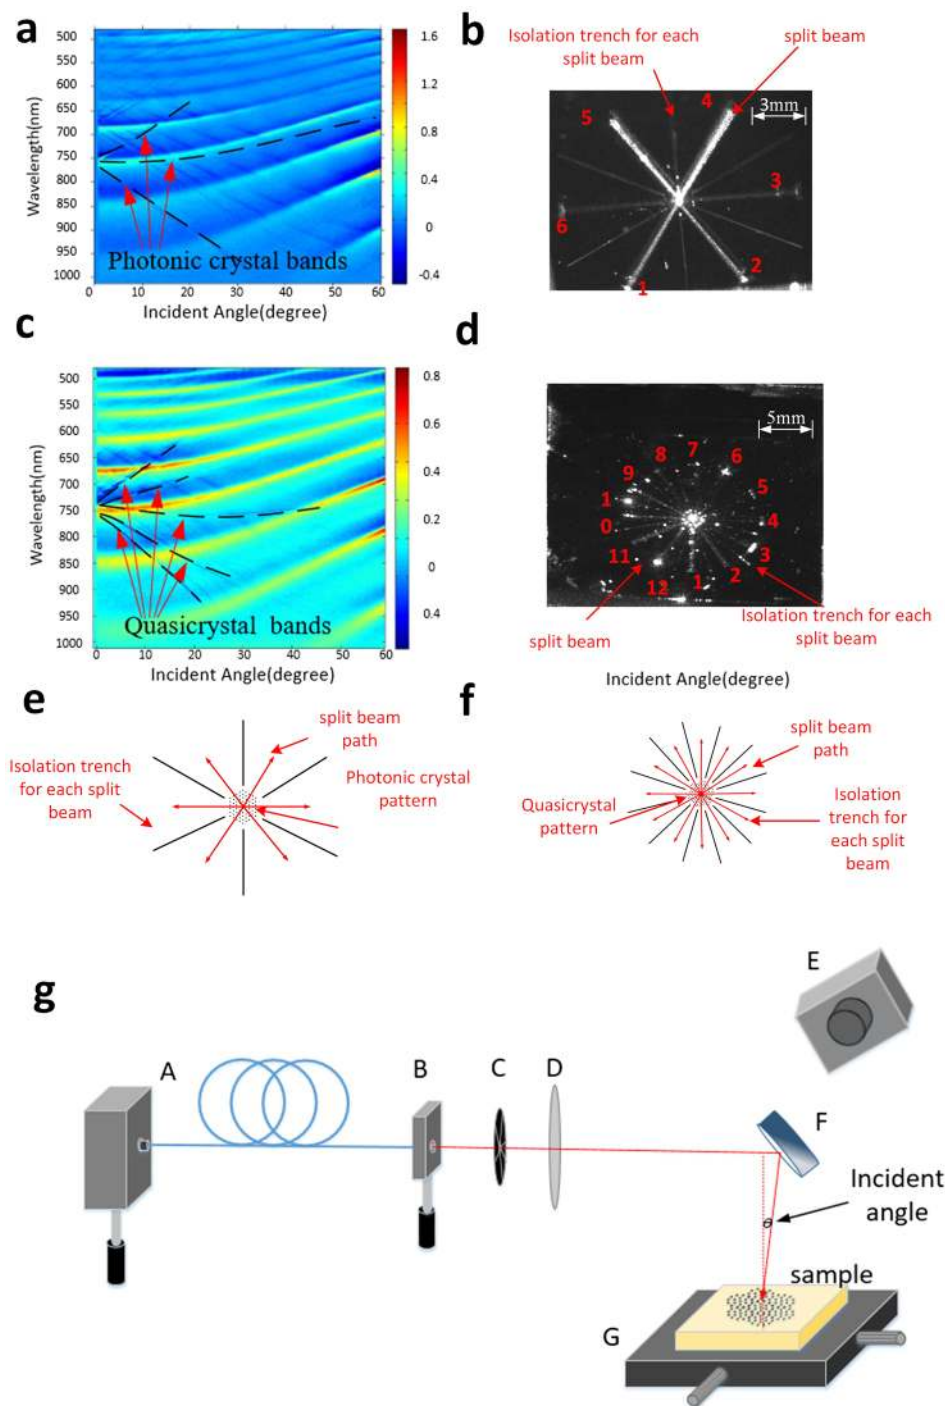 a
480
500
550
600
650
700
750
800
850
900
950
1000
Wavelength(nm)
0
10
20
30
40
50
60
Incident Angle(degree)
Photonic crystal bands
1.6
1.2
0.8
0.4
0
-0.4
b
Isolation trench for each
split beam
split beam
3mm
4
5
3
6
2
1
c
500
550
600
650
700
750
800
850
900
950
1000
Wavelength(nm)
0
10
20
30
40
50
60
Incident Angle(degree)
Quasicrystal bands
0.8
0.6
0.4
0.2
0
0.4
d
5mm
7
8
6
9
5
1
0
4
11
3
2
12
1
split beam
Isolation trench for each
split beam
Incident Angle(degree)
e
split beam
path
Isolation trench
for each split
beam
Photonic crystal
pattern
f
split beam
path
Quasicrystal
pattern
Isolation
trench for
each split
beam
g
A
B
C
D
E
F
Incident
angle
θ
sample
G